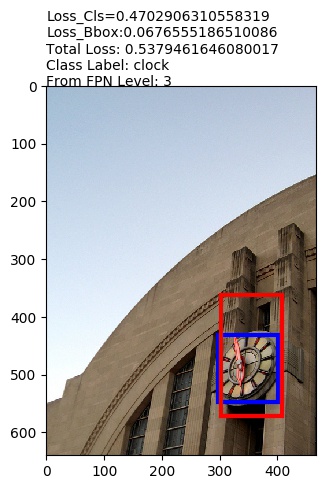 Loss_Cls=0.4702906310558319
Loss_Bbox:0.0676555186510086
Total Loss: 0.5379461646080017
Class Label: clock
From FPN Level: 3
0
100
200
300
400
500
600
0 100 200 300 400